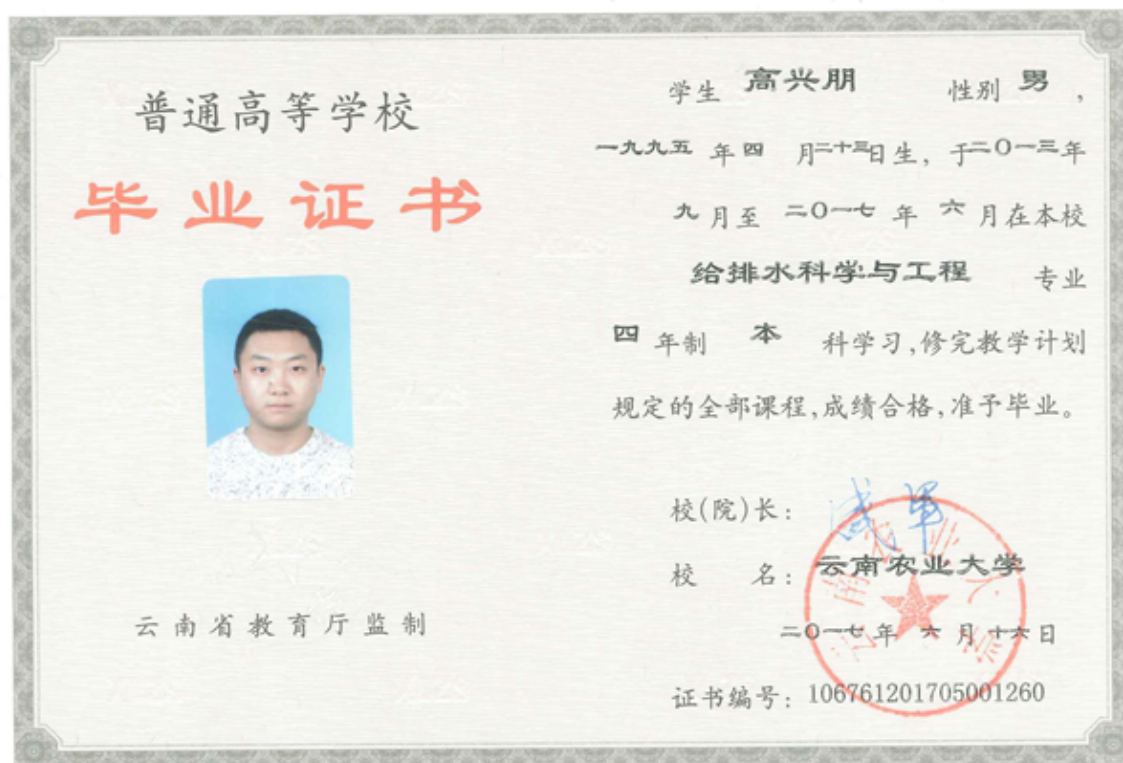 普通高等学校
毕业证书
云南省教育厅监制
学生 高兴朋 性别 男，
一九九五 年 四 月 二十三 日生，于 二〇一三 年
九 月至 二〇一七 年 六 月在本校
给排水科学与工程 专业
四 年制 本 科学习，修完教学计划
规定的全部课程，成绩合格，准予毕业。
校(院)长：
校 名：云南农业大学
云南农业大学
二〇一七 年 六 月 十六 日
证书编号：106761201705001260